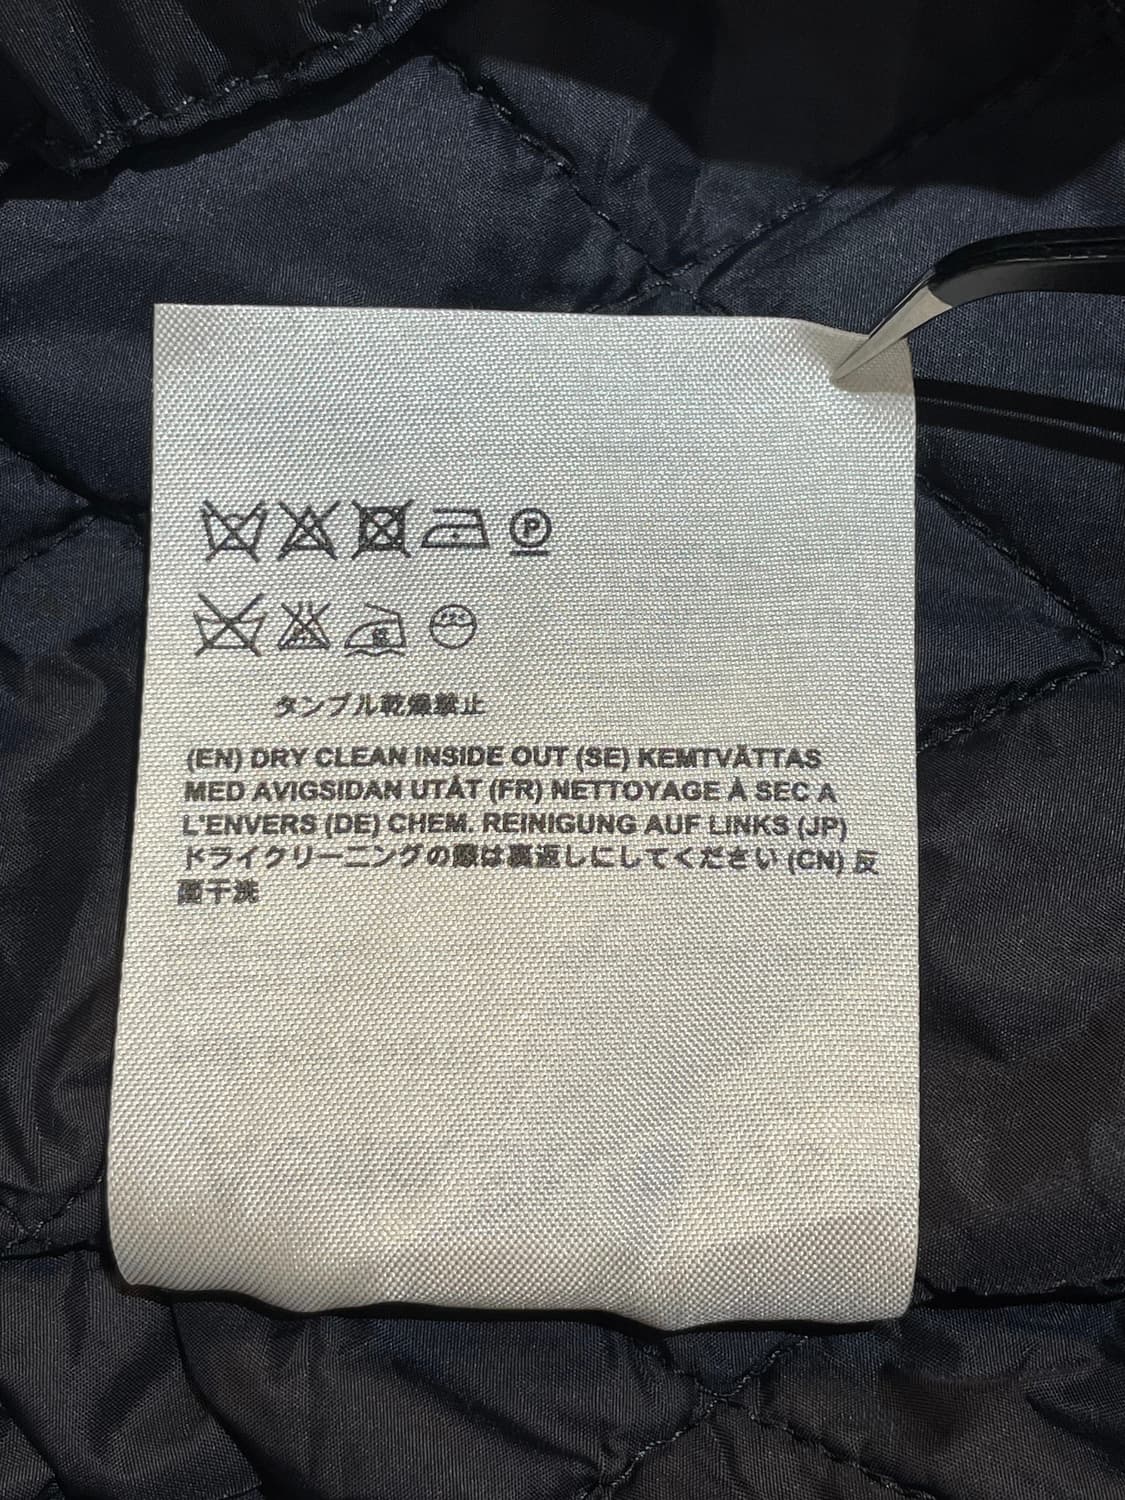 P
タンブル乾燥禁止
(EN) DRY CLEAN INSIDE OUT (SE) KEMTVÄTTAS
MED AVIGSIDAN UTÅT (FR) NETTOYAGE À SEC A
L'ENVERS (DE) CHEM. REINIGUNG AUF LINKS (JP)
ドライクリーニングの際は裏返しにしてください (CN) 反
面干洗